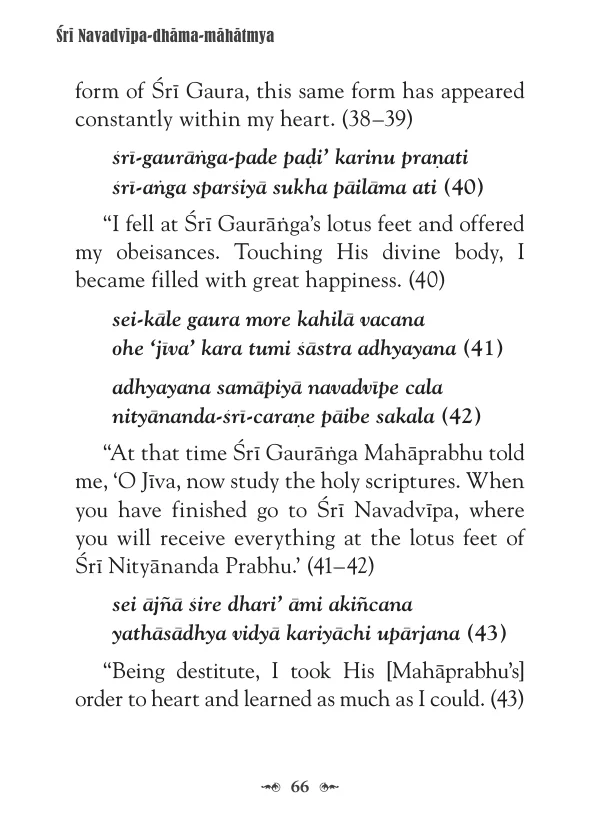 Śrī Navadvīpa-dhāma-māhātmya
form of Śrī Gaura, this same form has appeared
constantly within my heart. (38–39)
śrī-gaurāṅga-pade paḍi’ karinu praṇati
śrī-aṅga sparśiyā sukha pāilāma ati (40)
“I fell at Śrī Gaurāṅga’s lotus feet and offered
my obeisances. Touching His divine body, I
became filled with great happiness. (40)
sei-kāle gaura more kahilā vacana
ohe ‘jīva’ kara tumi śāstra adhyayana (41)
adhyayana samāpiyā navadvīpe cala
nityānanda-śrī-caraṇe pāibe sakala (42)
“At that time Śrī Gaurāṅga Mahāprabhu told
me, ‘O Jīva, now study the holy scriptures. When
you have finished go to Śrī Navadvīpa, where
you will receive everything at the lotus feet of
Śrī Nityānanda Prabhu.’ (41–42)
sei ājñā śire dhari’ āmi akiñcana
yathāsādhya vidyā kariyāchi upārjana (43)
“Being destitute, I took His [Mahāprabhu’s]
order to heart and learned as much as I could. (43)
66